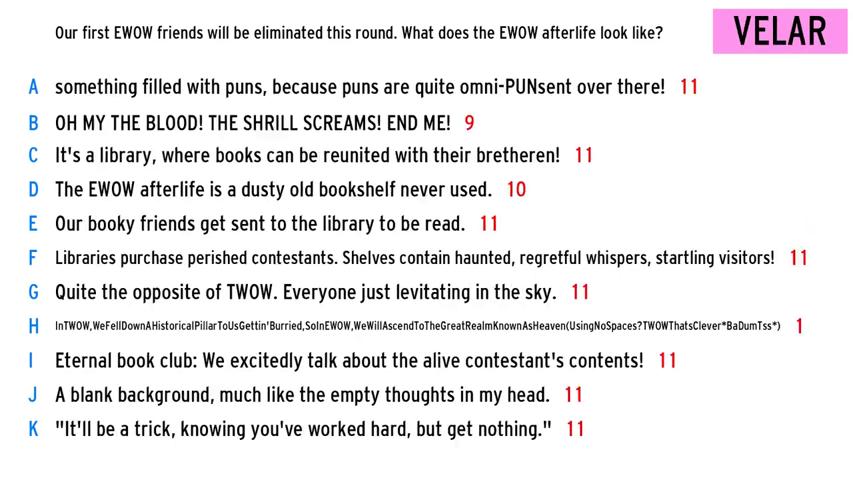 Our first EWOW friends will be eliminated this round. What does the EWOW afterlife look like?
VELAR
A something filled with puns, because puns are quite omni-PUNsent over there! 11
B OH MY THE BLOOD! THE SHRILL SCREAMS! END ME! 9
C It's a library, where books can be reunited with their bretheren! 11
D The EWOW afterlife is a dusty old bookshelf never used. 10
E Our booky friends get sent to the library to be read. 11
F Libraries purchase perished contestants. Shelves contain haunted, regretful whispers, startling visitors! 11
G Quite the opposite of TWOW. Everyone just levitating in the sky. 11
H InTWOW,WeFellDownAHistoricalPillarToUsGettin'Burried,SoInEWOW,WeWillAscendToTheGreatRealmKnownAsHeaven(UsingNoSpaces?TWOWThatsClever*BaDumTss*) 1
I Eternal book club: We excitedly talk about the alive contestant's contents! 11
J A blank background, much like the empty thoughts in my head. 11
K "It'll be a trick, knowing you've worked hard, but get nothing." 11